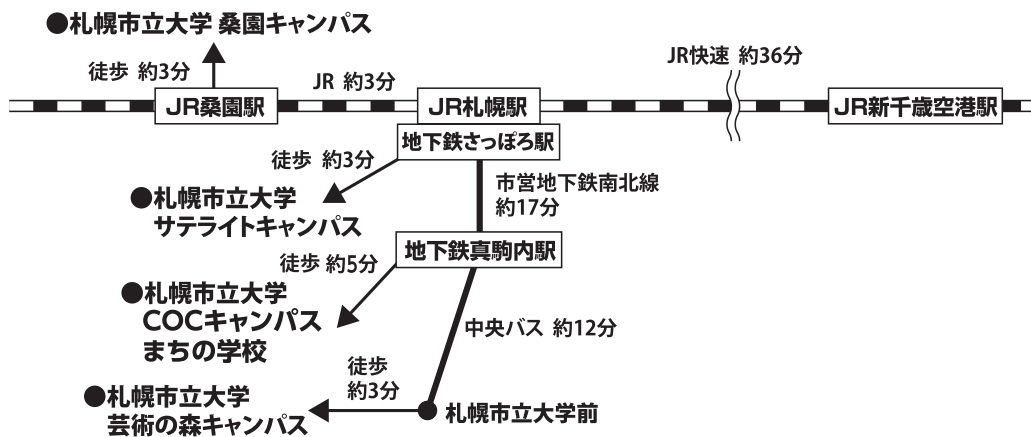 ●札幌市立大学 桑園キャンパス
徒歩 約3分
JR 約3分
JR快速 約36分
JR桑園駅
JR札幌駅
JR新千歳空港駅
地下鉄さっぽろ駅
徒歩 約3分
市営地下鉄南北線
約17分
●札幌市立大学
サテライトキャンパス
地下鉄真駒内駅
徒歩 約5分
●札幌市立大学
COCキャンパス
まちの学校
中央バス 約12分
徒歩
約3分
●札幌市立大学
芸術の森キャンパス
札幌市立大学前